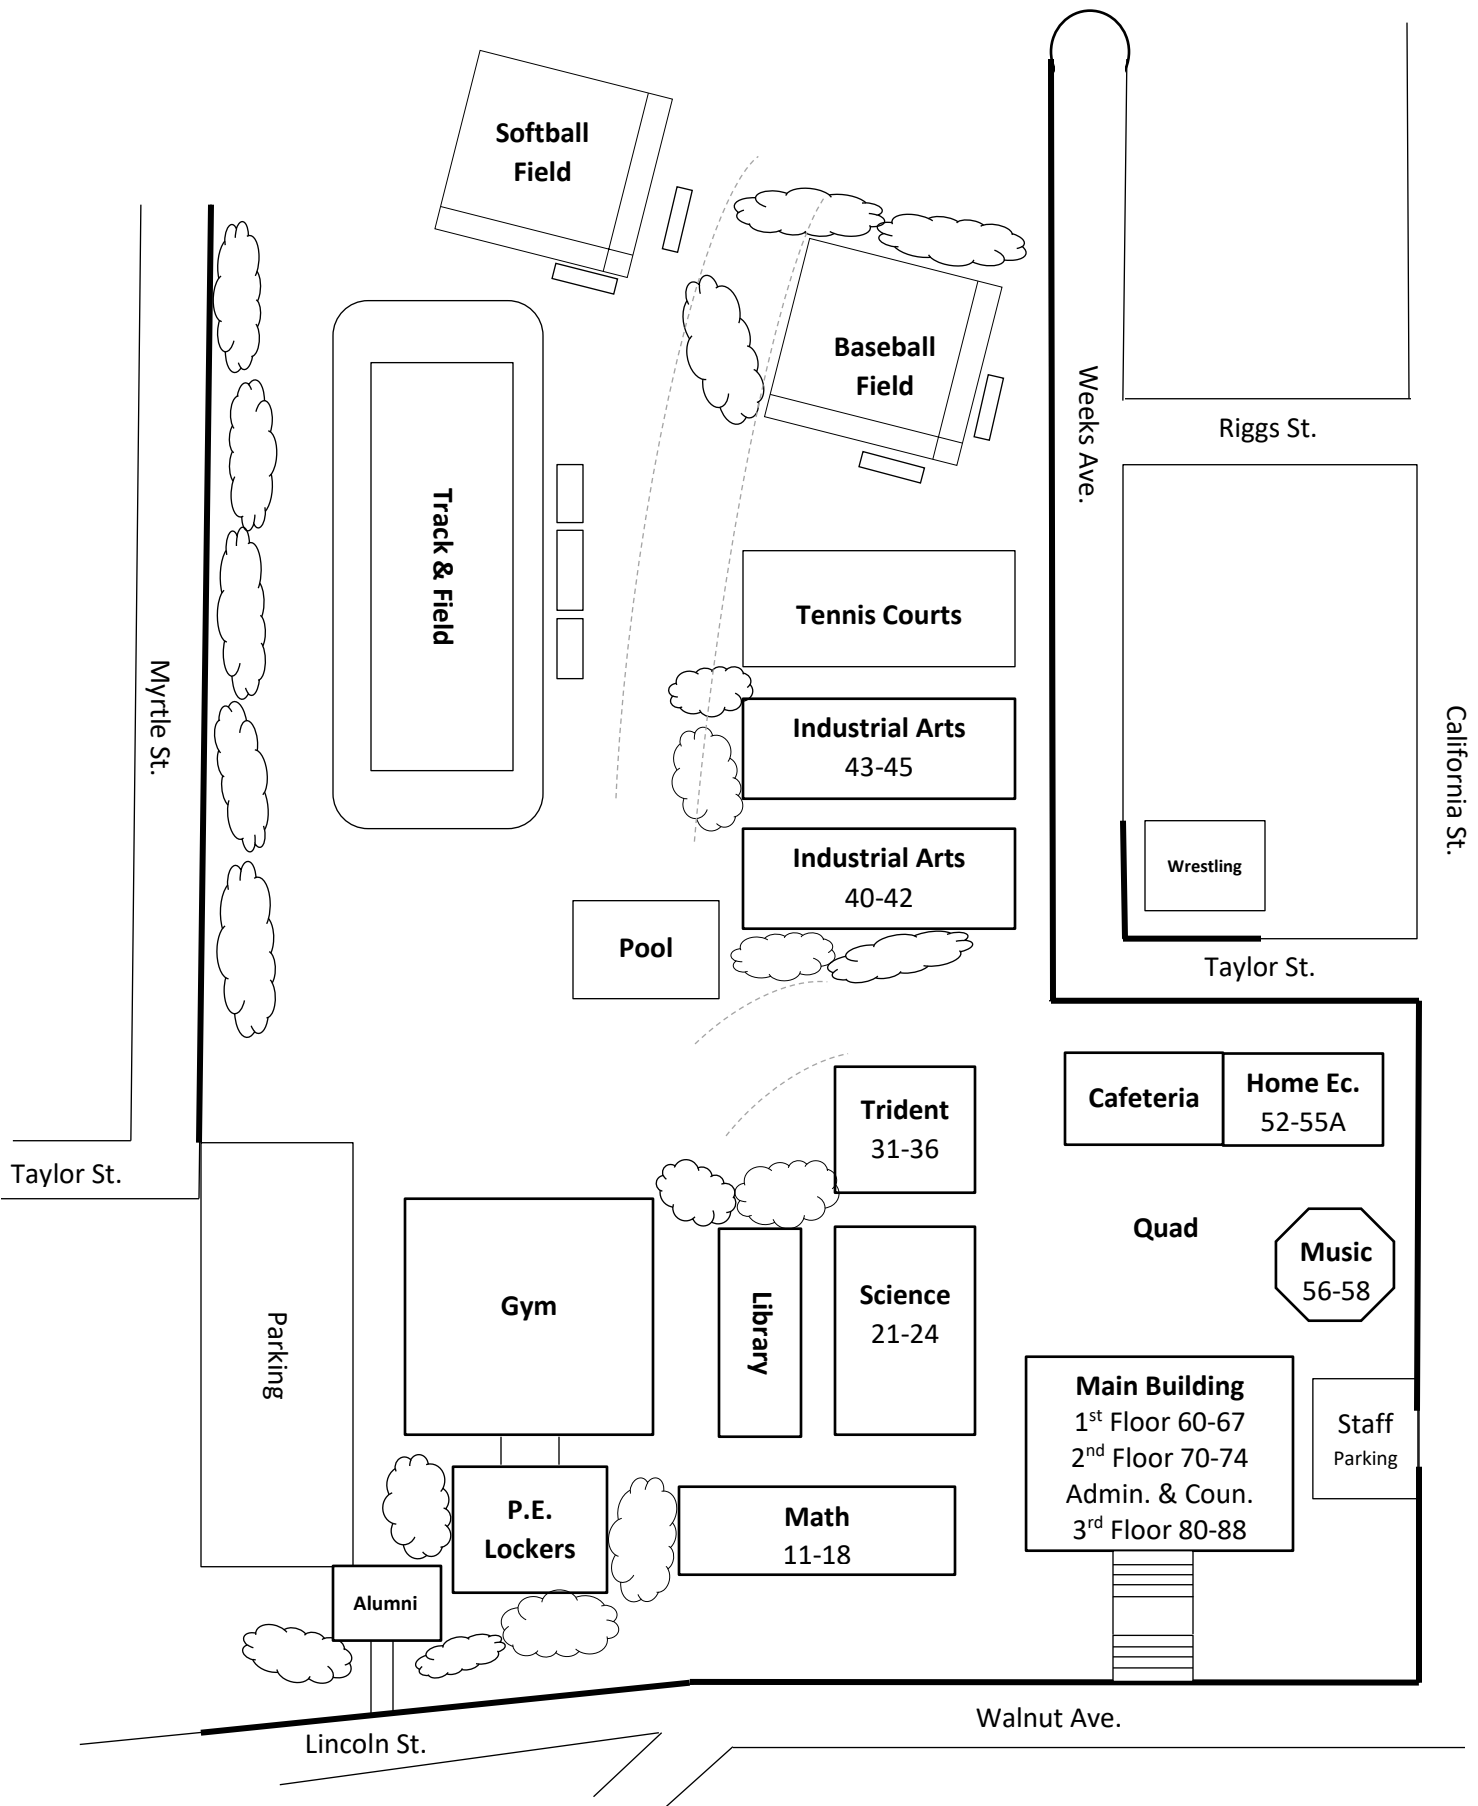 Softball
Field
Baseball
Field
Weeks Ave.
Riggs St.
Track & Field
Tennis Courts
Myrtle St.
Industrial Arts
43-45
California St.
Industrial Arts
40-42
Wrestling
Pool
Taylor St.
Cafeteria
Home Ec.
52-55A
Trident
31-36
Taylor St.
Quad
Music
56-58
Gym
Library
Science
21-24
Parking
Main Building
1st Floor 60-67
2nd Floor 70-74
Admin. & Coun.
3rd Floor 80-88
Staff
Parking
P.E.
Lockers
Math
11-18
Alumni
Walnut Ave.
Lincoln St.